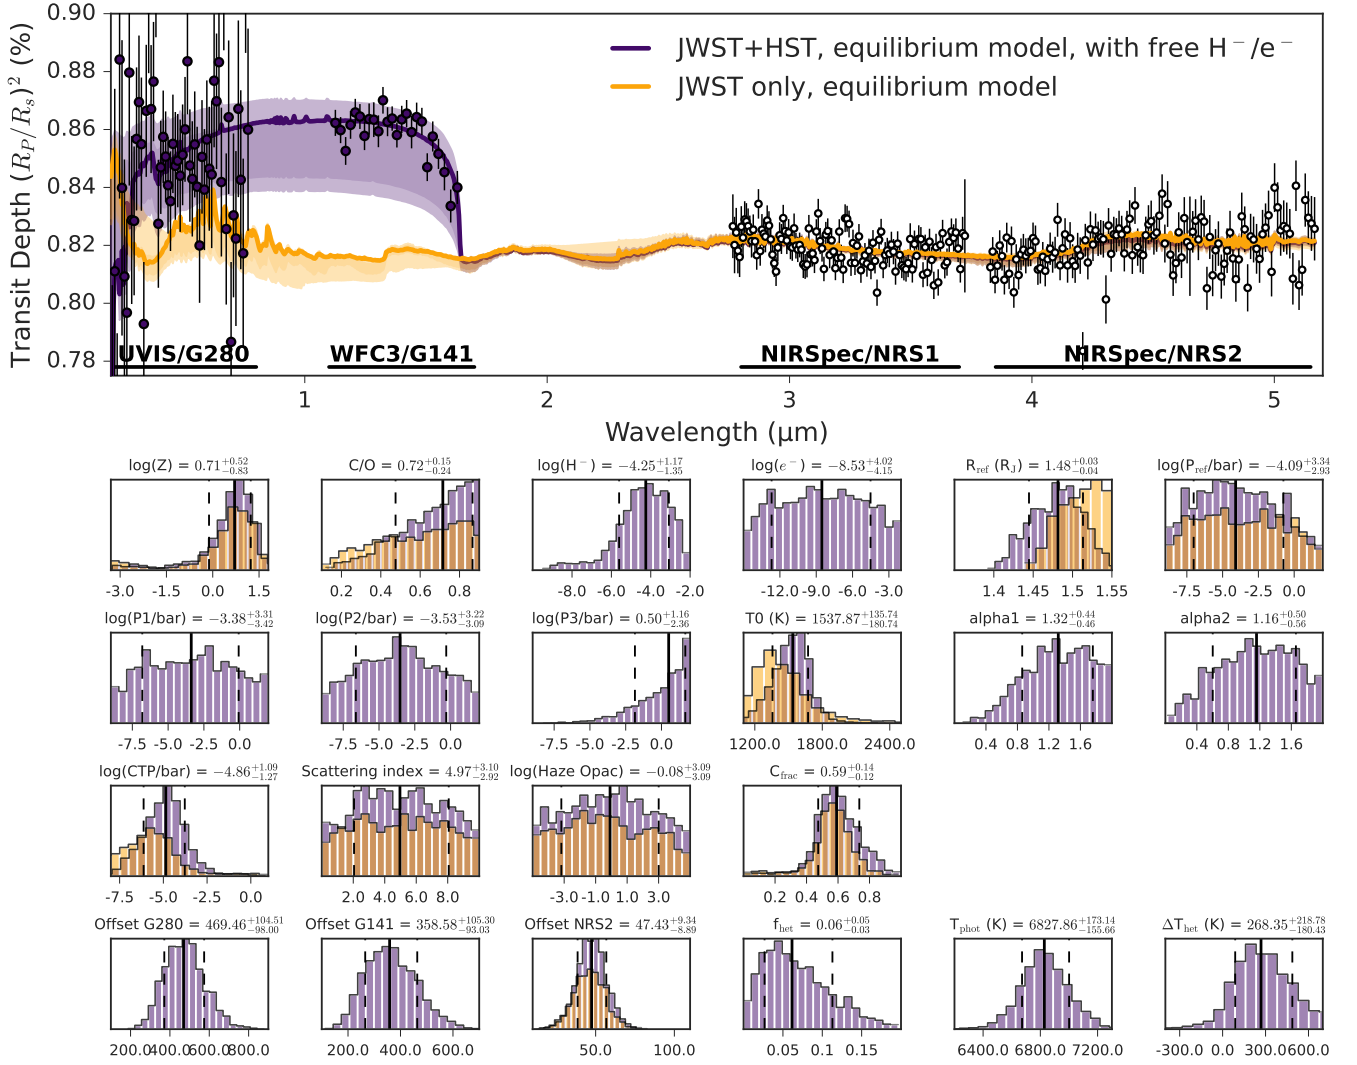 0.90
0.88
0.86
0.84
0.82
0.80
0.78
Transit Depth (R_P/R_s)^2 (%)
JWST+HST, equilibrium model, with free H^−/e^−
JWST only, equilibrium model
UVIS/G280 WFC3/G141 NIRSpec/NRS1 NIRSpec/NRS2
1 2 3 4 5
Wavelength (μm)
log(Z) = 0.71^{+0.52}_{−0.83} C/O = 0.72^{+0.15}_{−0.24} log(H^−) = −4.25^{+1.17}_{−1.35} log(e^−) = −8.53^{+4.02}_{−4.15} R_ref (R_J) = 1.48^{+0.03}_{−0.04} log(P_ref/bar) = −4.09^{+3.34}_{−2.93}
-3.0 -1.5 0.0 1.5 0.2 0.4 0.6 0.8 -8.0 -6.0 -4.0 -2.0 -12.0 -9.0 -6.0 -3.0 1.4 1.45 1.5 1.55 -7.5 -5.0 -2.5 0.0
log(P1/bar) = −3.38^{+3.31}_{−3.42} log(P2/bar) = −3.53^{+3.22}_{−3.09} log(P3/bar) = 0.50^{+1.16}_{−2.36} T0 (K) = 1537.87^{+135.74}_{−180.74} alpha1 = 1.32^{+0.44}_{−0.46} alpha2 = 1.16^{+0.50}_{−0.56}
-7.5 -5.0 -2.5 0.0 -7.5 -5.0 -2.5 0.0 -7.5 -5.0 -2.5 0.0 1200.0 1800.0 2400.0 0.4 0.8 1.2 1.6 0.4 0.8 1.2 1.6
log(CTP/bar) = −4.86^{+1.09}_{−1.27} Scattering index = 4.97^{+3.10}_{−2.92} log(Haze Opac) = −0.08^{+3.09}_{−3.09} C_frac = 0.59^{+0.14}_{−0.12}
-7.5 -5.0 -2.5 0.0 2.0 4.0 6.0 8.0 -3.0 -1.0 1.0 3.0 0.2 0.4 0.6 0.8
Offset G280 = 469.46^{+104.51}_{−98.00} Offset G141 = 358.58^{+105.30}_{−93.03} Offset NRS2 = 47.43^{+9.34}_{−8.89} f_het = 0.06^{+0.05}_{−0.03} T_phot (K) = 6827.86^{+173.14}_{−155.66} ΔT_het (K) = 268.35^{+218.78}_{−180.43}
200.0 400.0 600.0 800.0 200.0 400.0 600.0 50.0 100.0 0.05 0.1 0.15 6400.0 6800.0 7200.0 -300.0 0.0 300.0 600.0